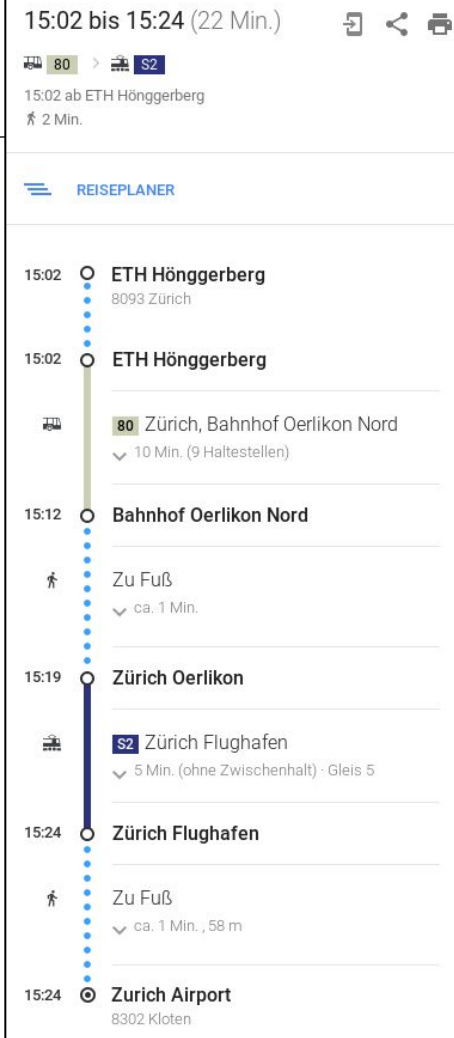 15:02 bis 15:24 (22 Min.)
80 S2
15:02 ab ETH Hönggerberg
2 Min.
REISEPLANER
15:02 ETH Hönggerberg
8093 Zürich
15:02 ETH Hönggerberg
80 Zürich, Bahnhof Oerlikon Nord
10 Min. (9 Haltestellen)
15:12 Bahnhof Oerlikon Nord
Zu Fuß
ca. 1 Min.
15:19 Zürich Oerlikon
S2 Zürich Flughafen
5 Min. (ohne Zwischenhalt) · Gleis 5
15:24 Zürich Flughafen
Zu Fuß
ca. 1 Min. , 58 m
15:24 Zurich Airport
8302 Kloten